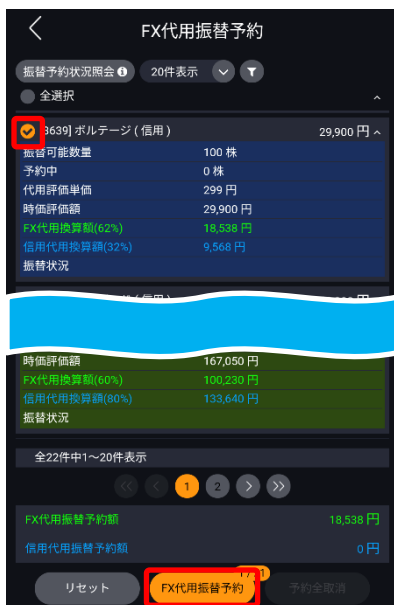 FX代用振替予約
振替予約状況照会 20件表示
全選択
3639] ボルテージ ( 信用 ) 29,900 円
振替可能数量 100 株
予約中 0 株
代用評価単価 299 円
時価評価額 29,900 円
FX代用換算額(62%) 18,538 円
信用代用換算額(32%) 9,568 円
振替状況
時価評価額 167,050 円
FX代用換算額(60%) 100,230 円
信用代用換算額(80%) 133,640 円
振替状況
全22件中1~20件表示
1 2
FX代用振替予約額 18,538 円
信用代用振替予約額 0 円
リセット FX代用振替予約 予約全取消